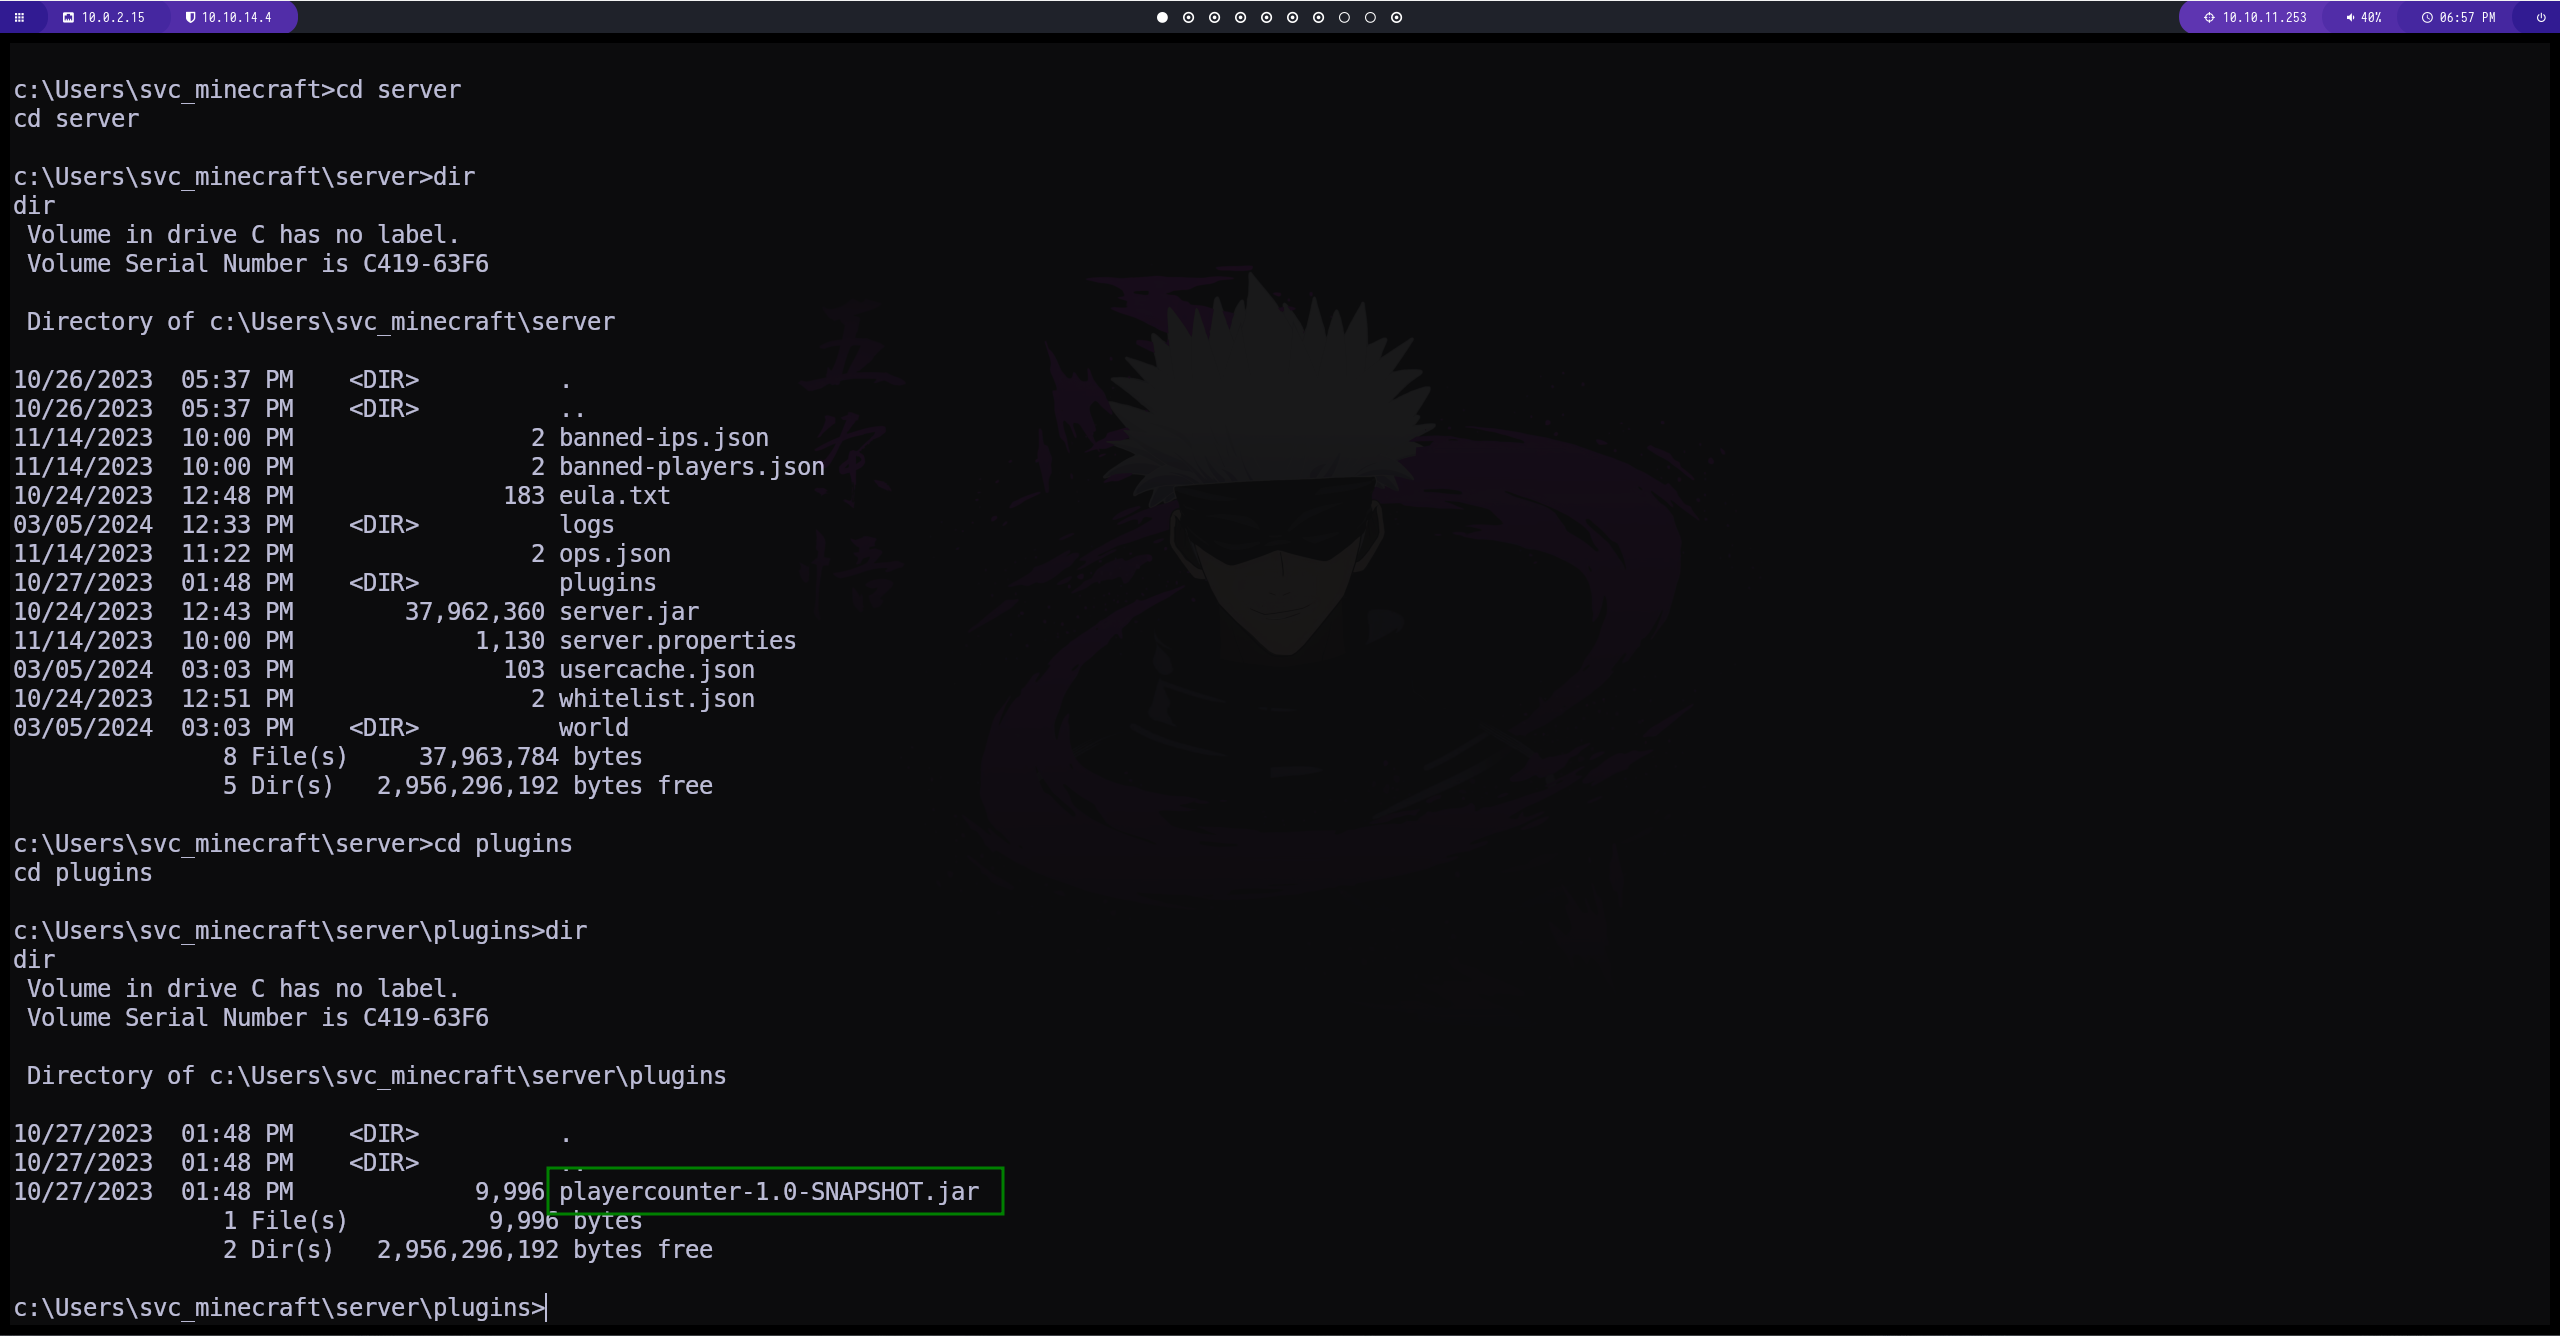 10.0.2.15 10.10.14.4 10.10.11.253 40% 06:57 PM
c:\Users\svc_minecraft>cd server
cd server
c:\Users\svc_minecraft\server>dir
dir
 Volume in drive C has no label.
 Volume Serial Number is C419-63F6
 Directory of c:\Users\svc_minecraft\server
10/26/2023  05:37 PM    <DIR>          .
10/26/2023  05:37 PM    <DIR>          ..
11/14/2023  10:00 PM                 2 banned-ips.json
11/14/2023  10:00 PM                 2 banned-players.json
10/24/2023  12:48 PM               183 eula.txt
03/05/2024  12:33 PM    <DIR>          logs
11/14/2023  11:22 PM                 2 ops.json
10/27/2023  01:48 PM    <DIR>          plugins
10/24/2023  12:43 PM        37,962,360 server.jar
11/14/2023  10:00 PM             1,130 server.properties
03/05/2024  03:03 PM               103 usercache.json
10/24/2023  12:51 PM                 2 whitelist.json
03/05/2024  03:03 PM    <DIR>          world
               8 File(s)     37,963,784 bytes
               5 Dir(s)   2,956,296,192 bytes free
c:\Users\svc_minecraft\server>cd plugins
cd plugins
c:\Users\svc_minecraft\server\plugins>dir
dir
 Volume in drive C has no label.
 Volume Serial Number is C419-63F6
 Directory of c:\Users\svc_minecraft\server\plugins
10/27/2023  01:48 PM    <DIR>          .
10/27/2023  01:48 PM    <DIR>          ..
10/27/2023  01:48 PM             9,996 playercounter-1.0-SNAPSHOT.jar
               1 File(s)          9,996 bytes
               2 Dir(s)   2,956,296,192 bytes free
c:\Users\svc_minecraft\server\plugins>
五
条
悟